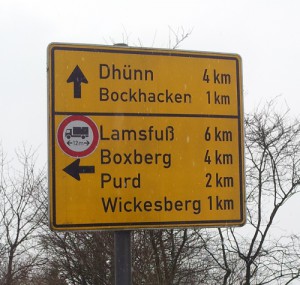 Dhünn 4 km
Bockhacken 1 km
Lamsfuß 6 km
Boxberg 4 km
Purd 2 km
Wickesberg 1 km